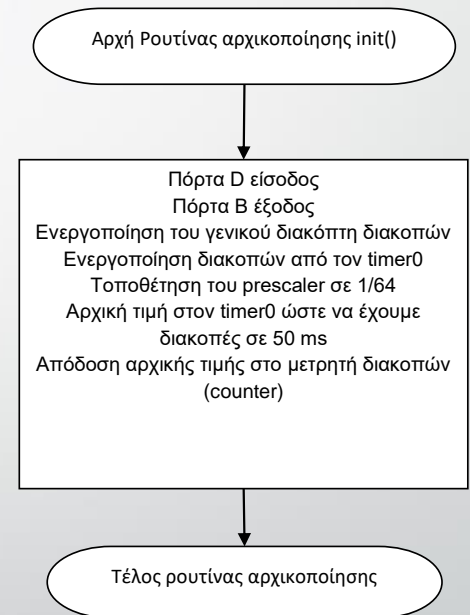 Αρχή Ρουτίνας αρχικοποίησης init()
Πόρτα D είσοδος
Πόρτα Β έξοδος
Ενεργοποίηση του γενικού διακόπτη διακοπών
Ενεργοποίηση διακοπών από τον timer0
Τοποθέτηση του prescaler σε 1/64
Αρχική τιμή στον timer0 ώστε να έχουμε
διακοπές σε 50 ms
Απόδοση αρχικής τιμής στο μετρητή διακοπών
(counter)
Τέλος ρουτίνας αρχικοποίησης